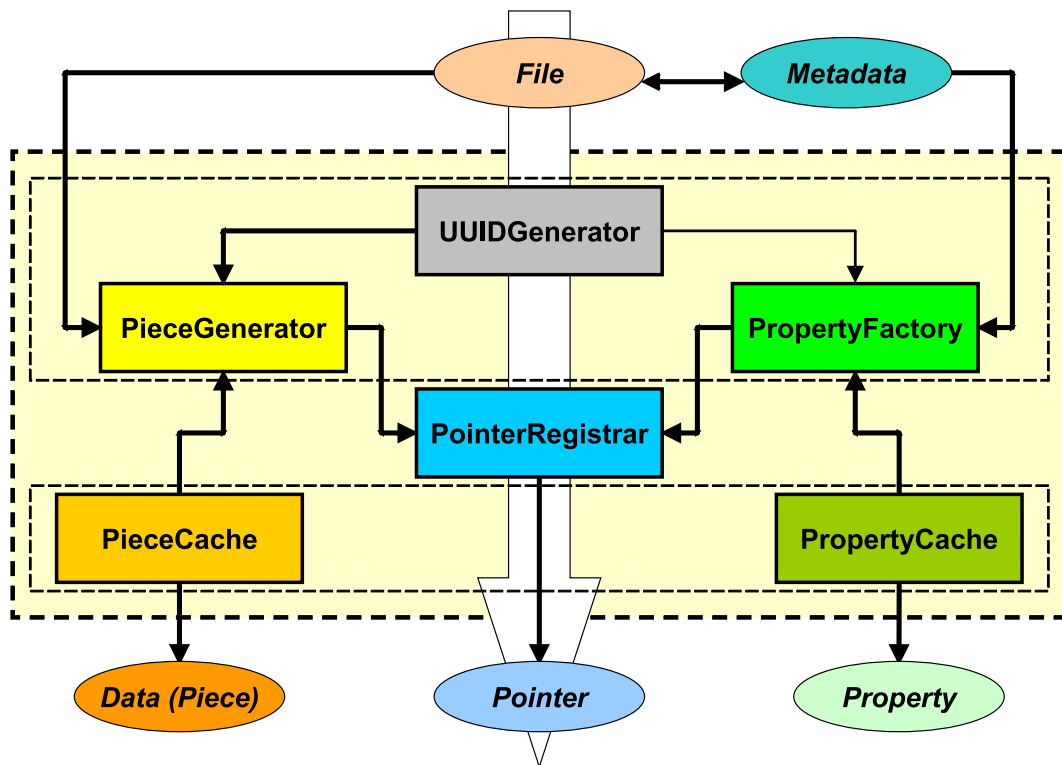 File
Metadata
UUIDGenerator
PieceGenerator
PropertyFactory
PointerRegistrar
PieceCache
PropertyCache
Data (Piece)
Pointer
Property